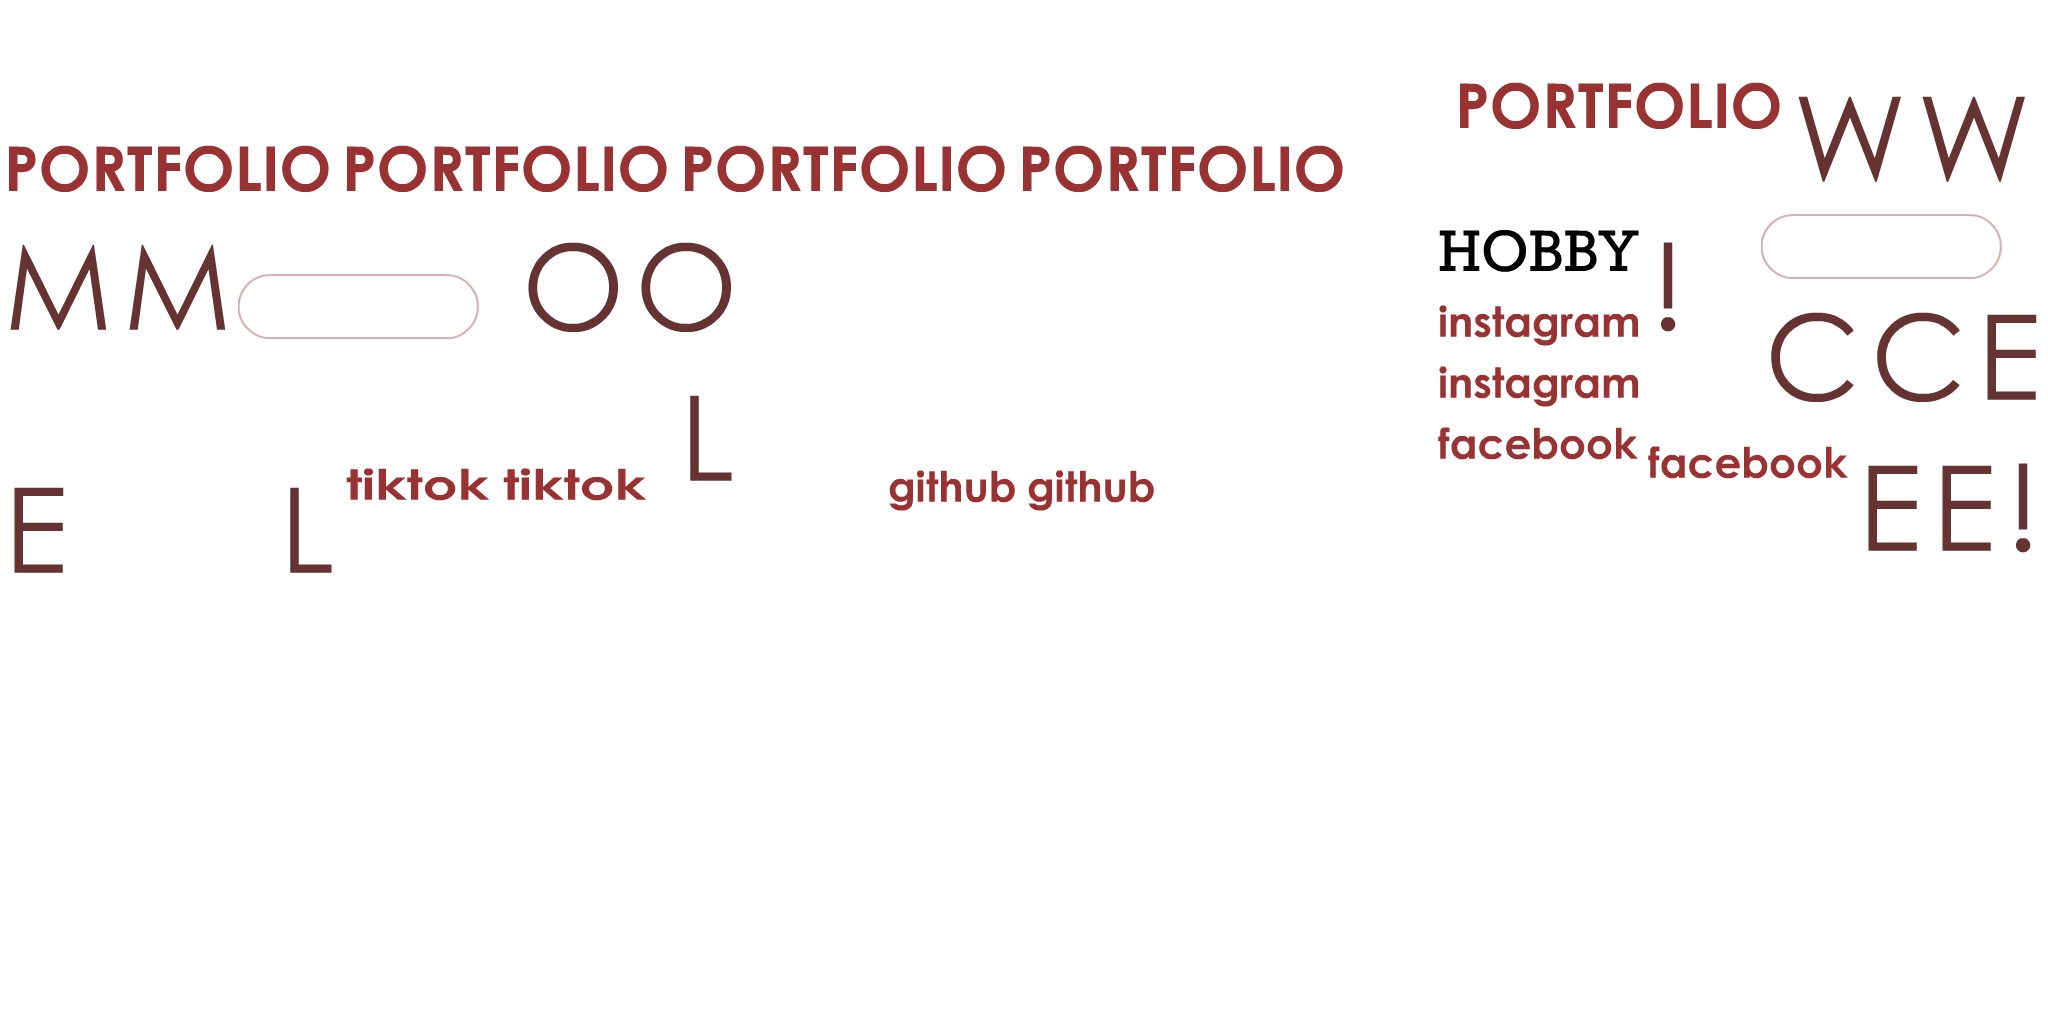 PORTFOLIO W W
PORTFOLIO PORTFOLIO PORTFOLIO PORTFOLIO
HOBBY !
M M O O
instagram
C C E
instagram
L
facebook facebook
tiktok tiktok github github
E E !
E L